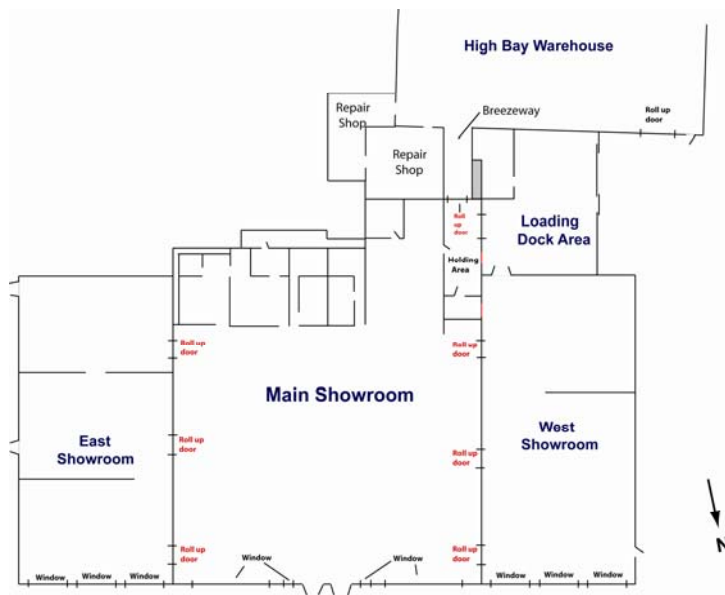 High Bay Warehouse
Repair
Shop
Breezeway
Roll up
door
Repair
Shop
Roll
up
door
Loading
Dock Area
Holding
Area
Roll up
door
Roll up
door
Main Showroom
East
Showroom
West
Showroom
Roll up
door
Roll up
door
Roll up
door
Window
Window
Roll up
door
N
Window
Window
Window
Window
Window
Window